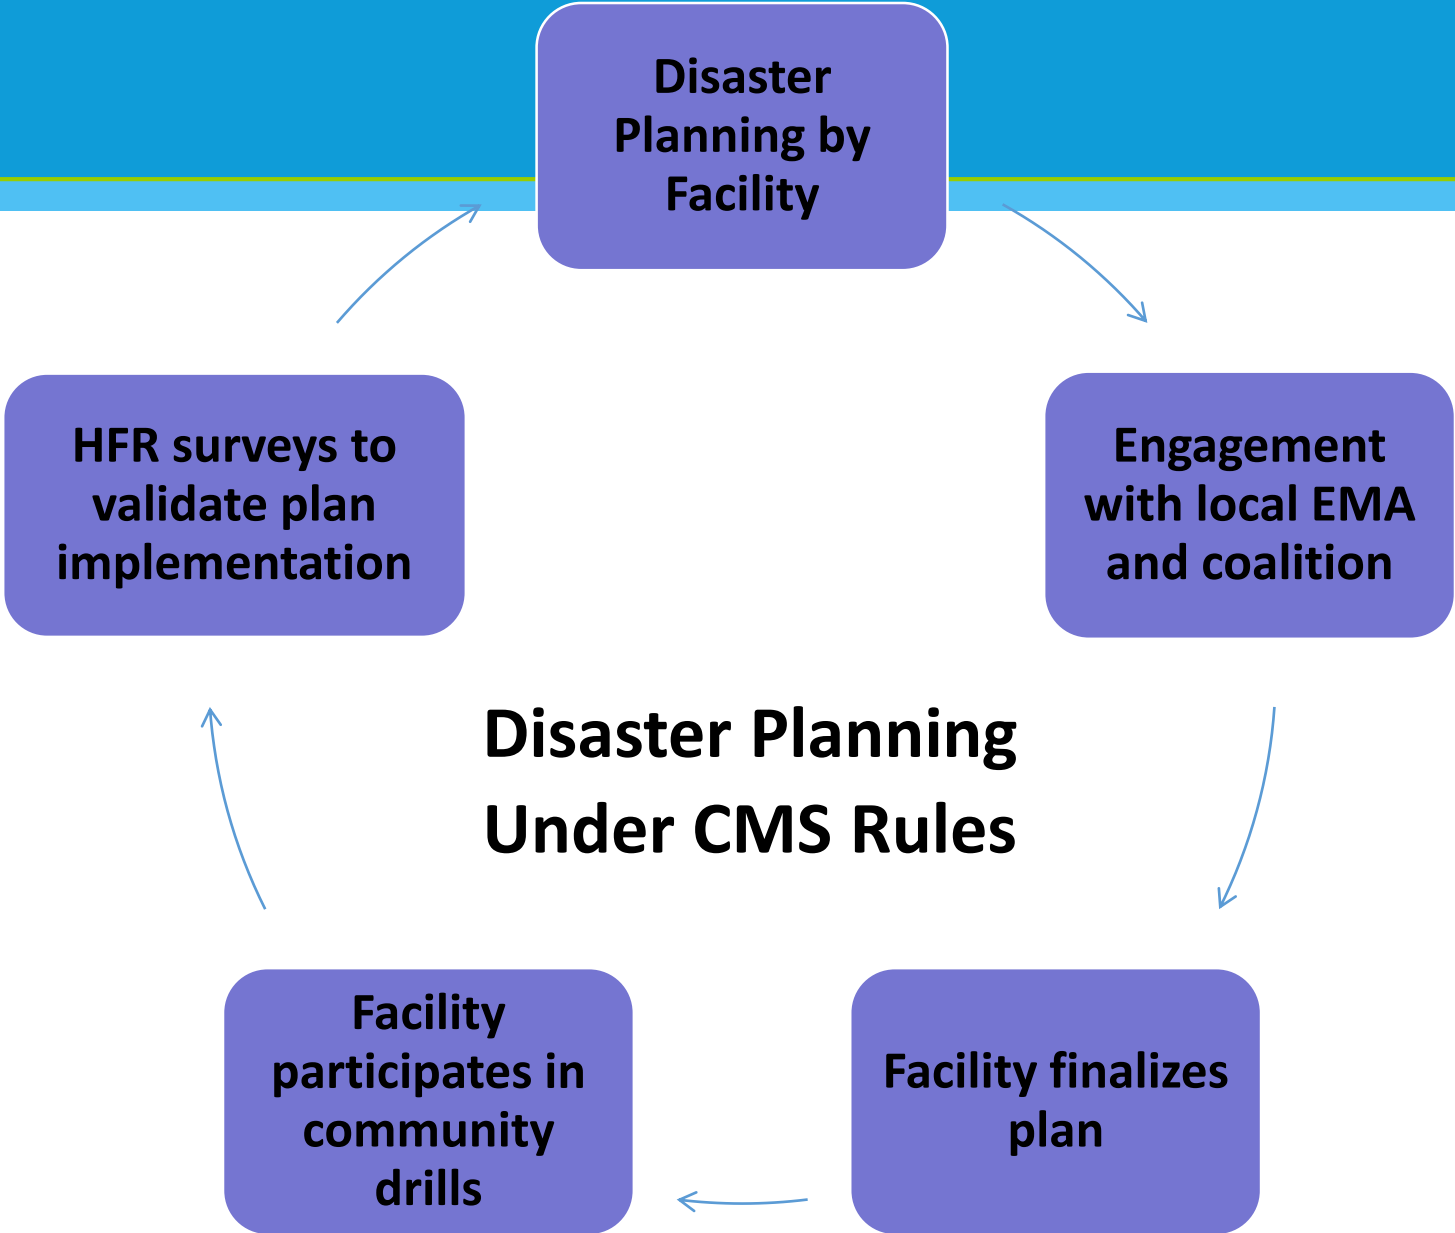 Disaster
Planning by
Facility
Engagement
with local EMA
and coalition
Facility finalizes
plan
Facility
participates in
community
drills
HFR surveys to
validate plan
implementation
Disaster Planning
Under CMS Rules